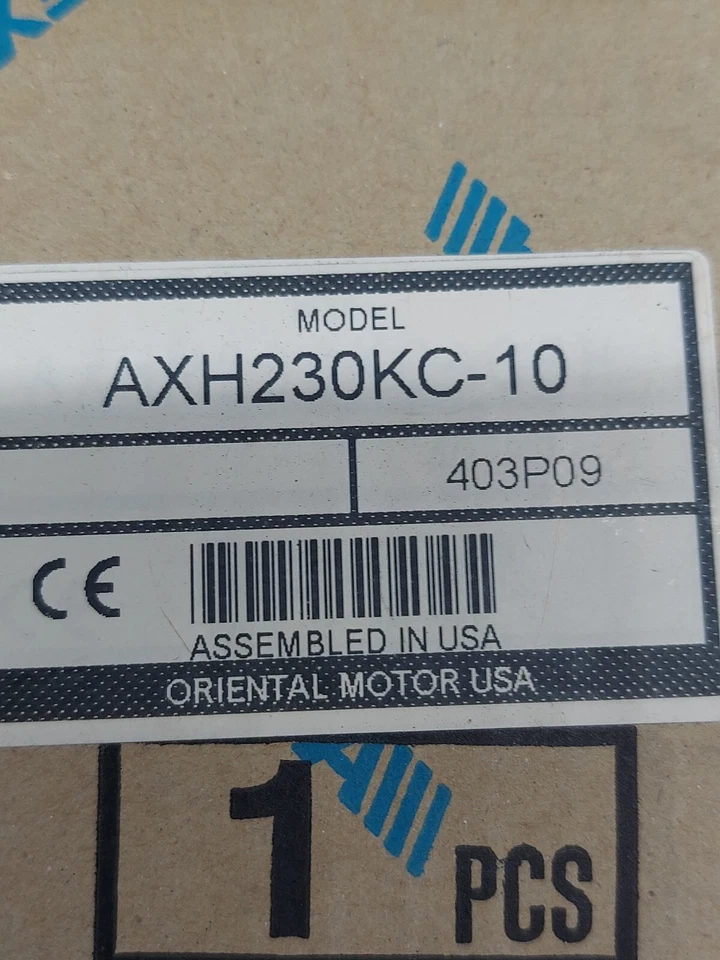 MODEL
AXH230KC-10
403P09
CE
ASSEMBLED IN USA
ORIENTAL MOTOR USA
1 PCS